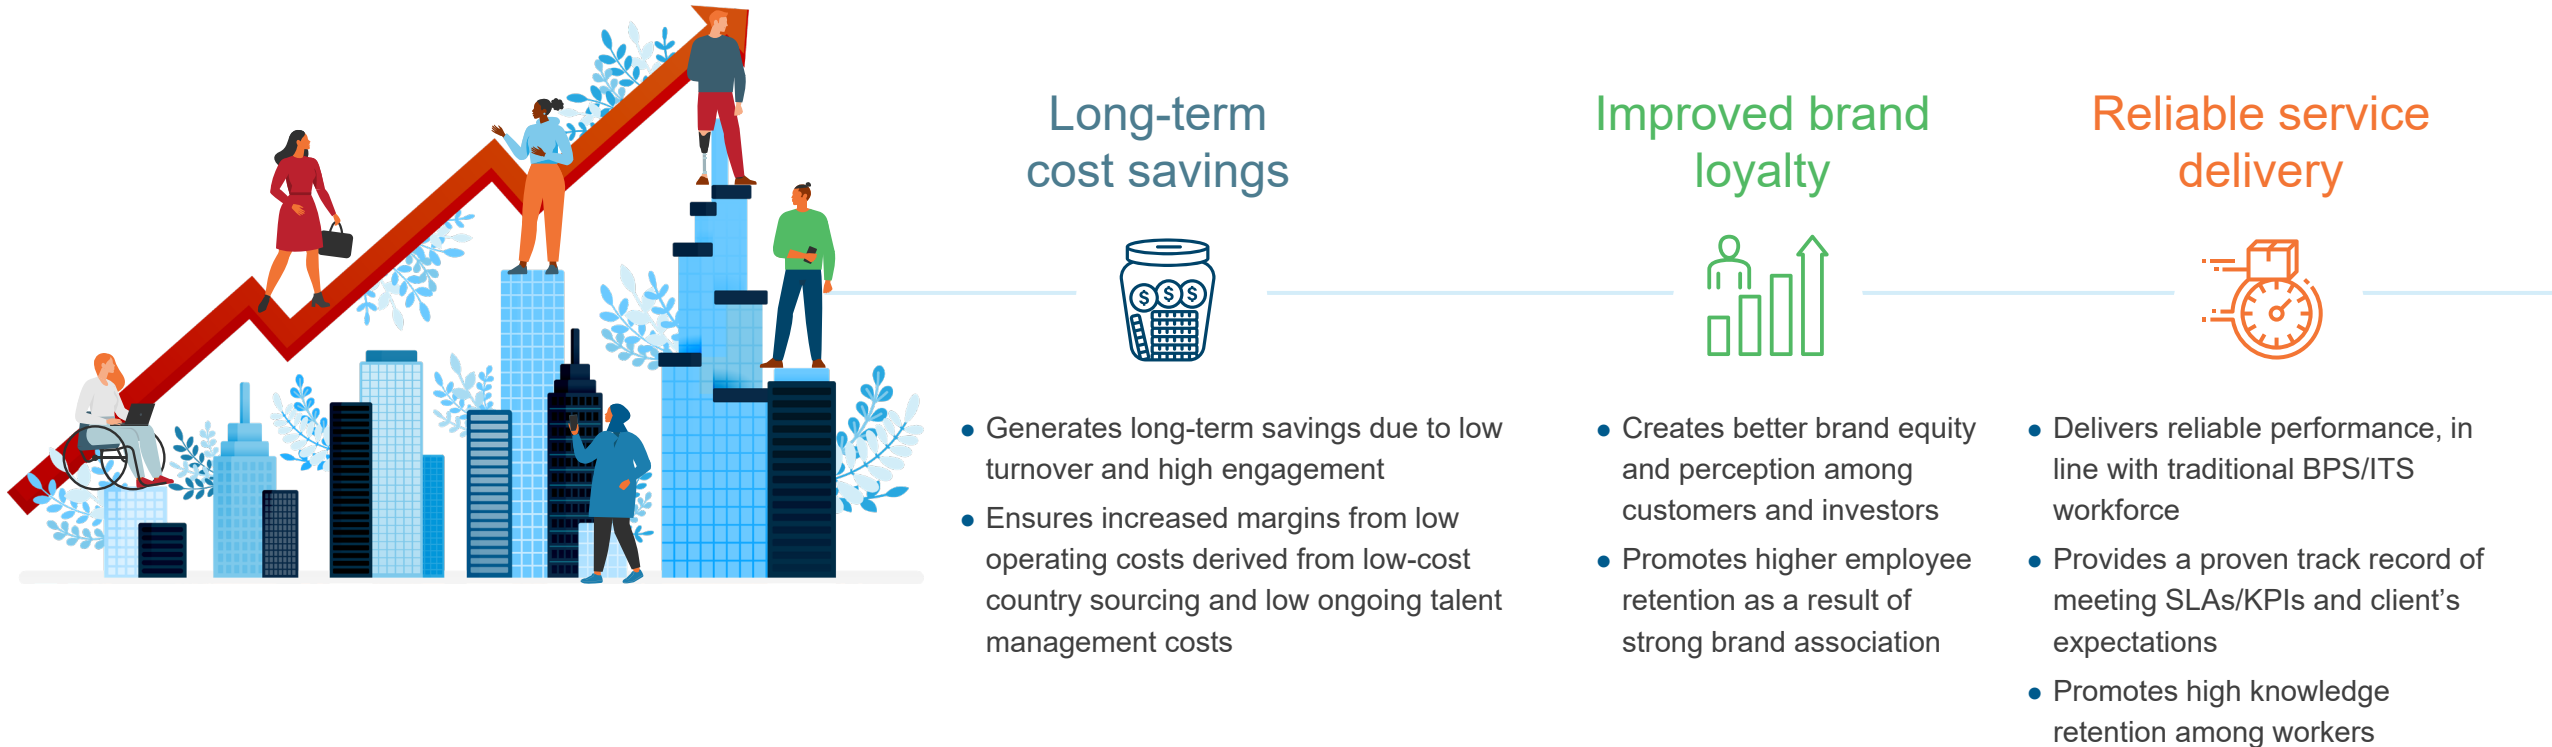 Long-term
cost savings
$ $ $
● Generates long-term savings due to low
turnover and high engagement
● Ensures increased margins from low
operating costs derived from low-cost
country sourcing and low ongoing talent
management costs
Improved brand
loyalty
● Creates better brand equity
and perception among
customers and investors
● Promotes higher employee
retention as a result of
strong brand association
Reliable service
delivery
● Delivers reliable performance, in
line with traditional BPS/ITS
workforce
● Provides a proven track record of
meeting SLAs/KPIs and client’s
expectations
● Promotes high knowledge
retention among workers